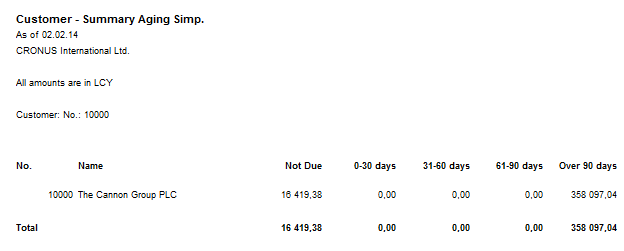 Customer - Summary Aging Simp.
As of 02.02.14
CRONUS International Ltd.
All amounts are in LCY
Customer: No.: 10000
No. Name Not Due 0-30 days 31-60 days 61-90 days Over 90 days
10000 The Cannon Group PLC 16 419,38 0,00 0,00 0,00 358 097,04
Total 16 419,38 0,00 0,00 0,00 358 097,04